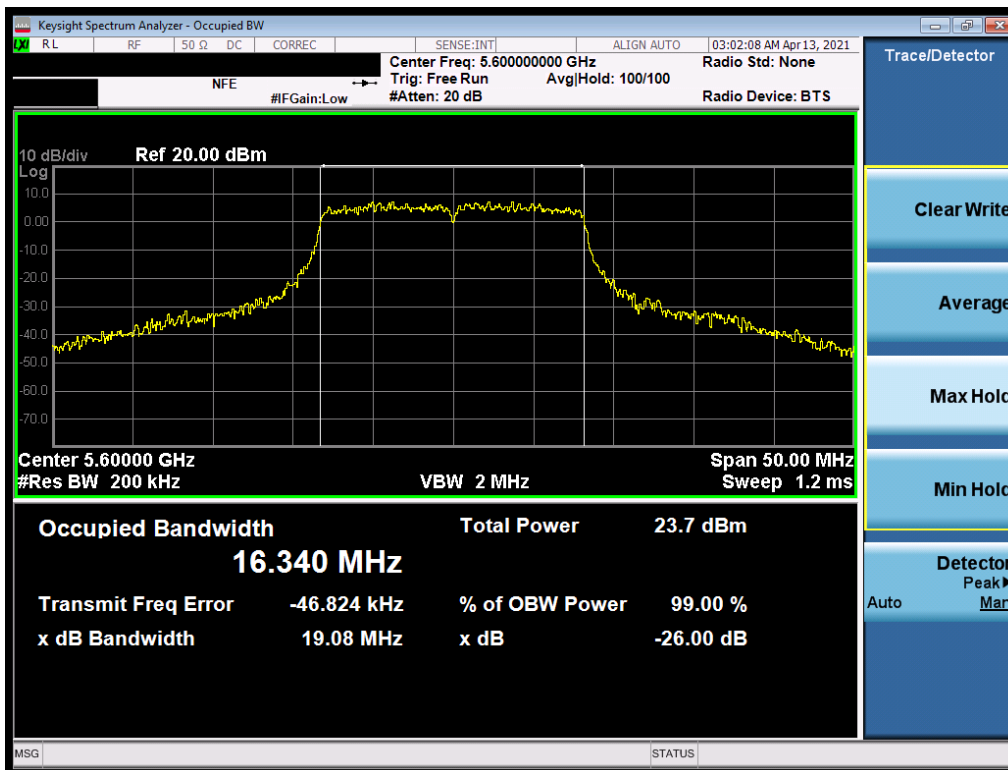 Keysight Spectrum Analyzer - Occupied BW
LXI RL RF 50 Ω DC CORREC SENSE:INT ALIGN AUTO 03:02:08 AM Apr 13, 2021
Center Freq: 5.600000000 GHz Radio Std: None
NFE Trig: Free Run Avg|Hold: 100/100
#IFGain:Low #Atten: 20 dB Radio Device: BTS
Trace/Detector
10 dB/div Ref 20.00 dBm
Log
10.0
0.00
-10.0
-20.0
-30.0
-40.0
-50.0
-60.0
-70.0
Center 5.60000 GHz Span 50.00 MHz
#Res BW 200 kHz VBW 2 MHz Sweep 1.2 ms
Occupied Bandwidth Total Power 23.7 dBm
16.340 MHz
Transmit Freq Error -46.824 kHz % of OBW Power 99.00 %
x dB Bandwidth 19.08 MHz x dB -26.00 dB
Clear Write
Average
Max Hold
Min Hold
Detector
Peak
Auto Man
MSG STATUS